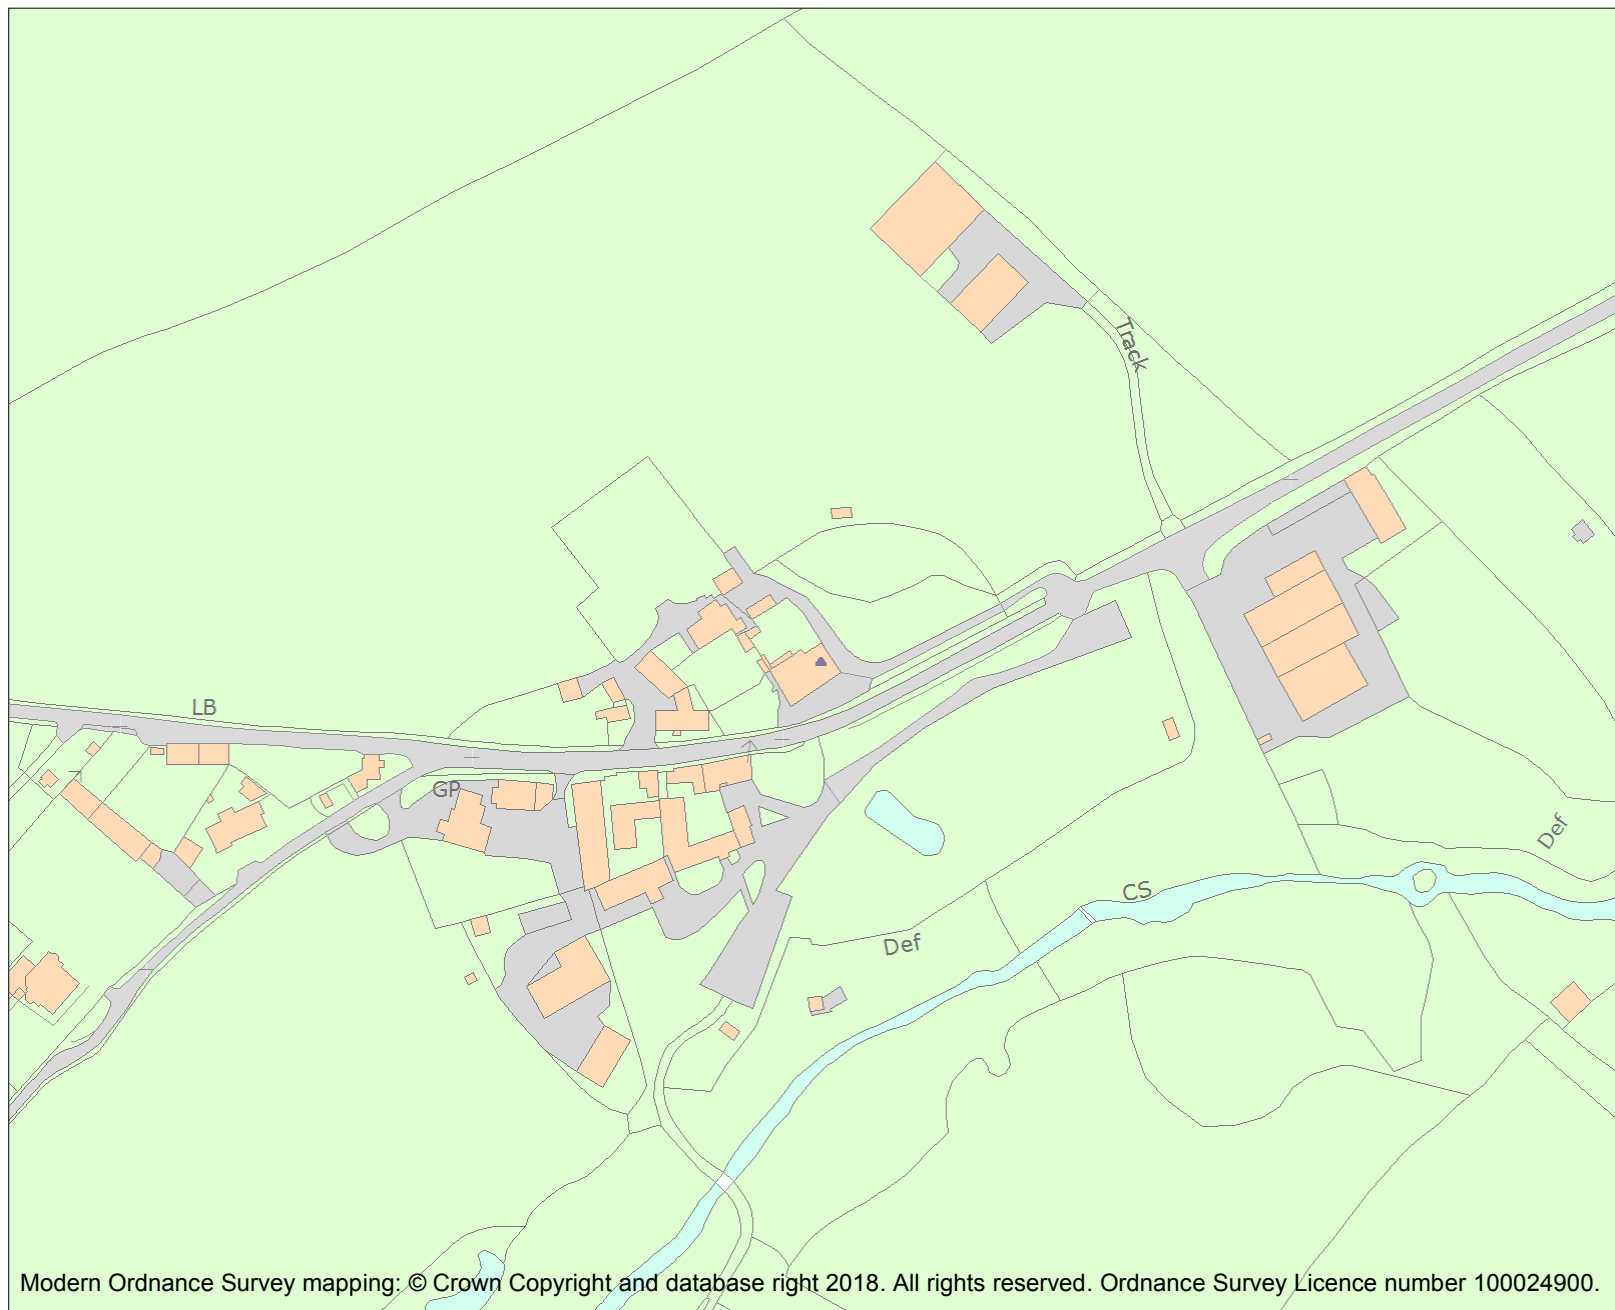 Track
LB
GP
Def
CS
Def
Modern Ordnance Survey mapping: © Crown Copyright and database right 2018. All rights reserved. Ordnance Survey Licence number 100024900.